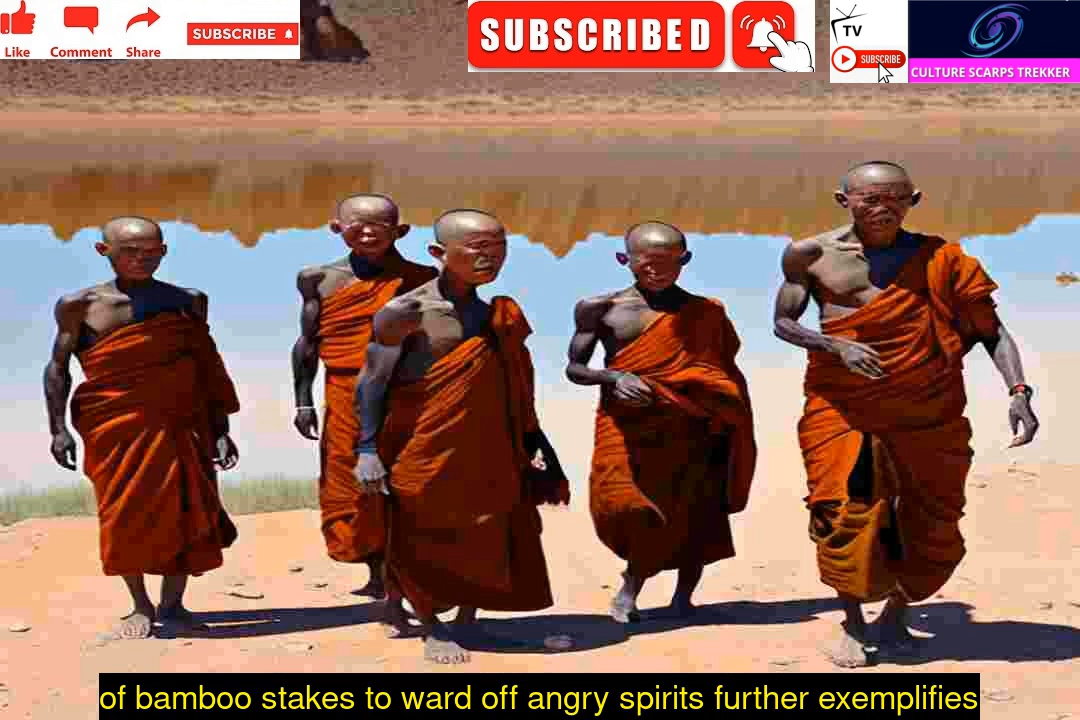 Like Comment Share
SUBSCRIBE
SUBSCRIBED
TV
SUBSCRIBE
CULTURE SCARPS TREKKER
of bamboo stakes to ward off angry spirits further exemplifies